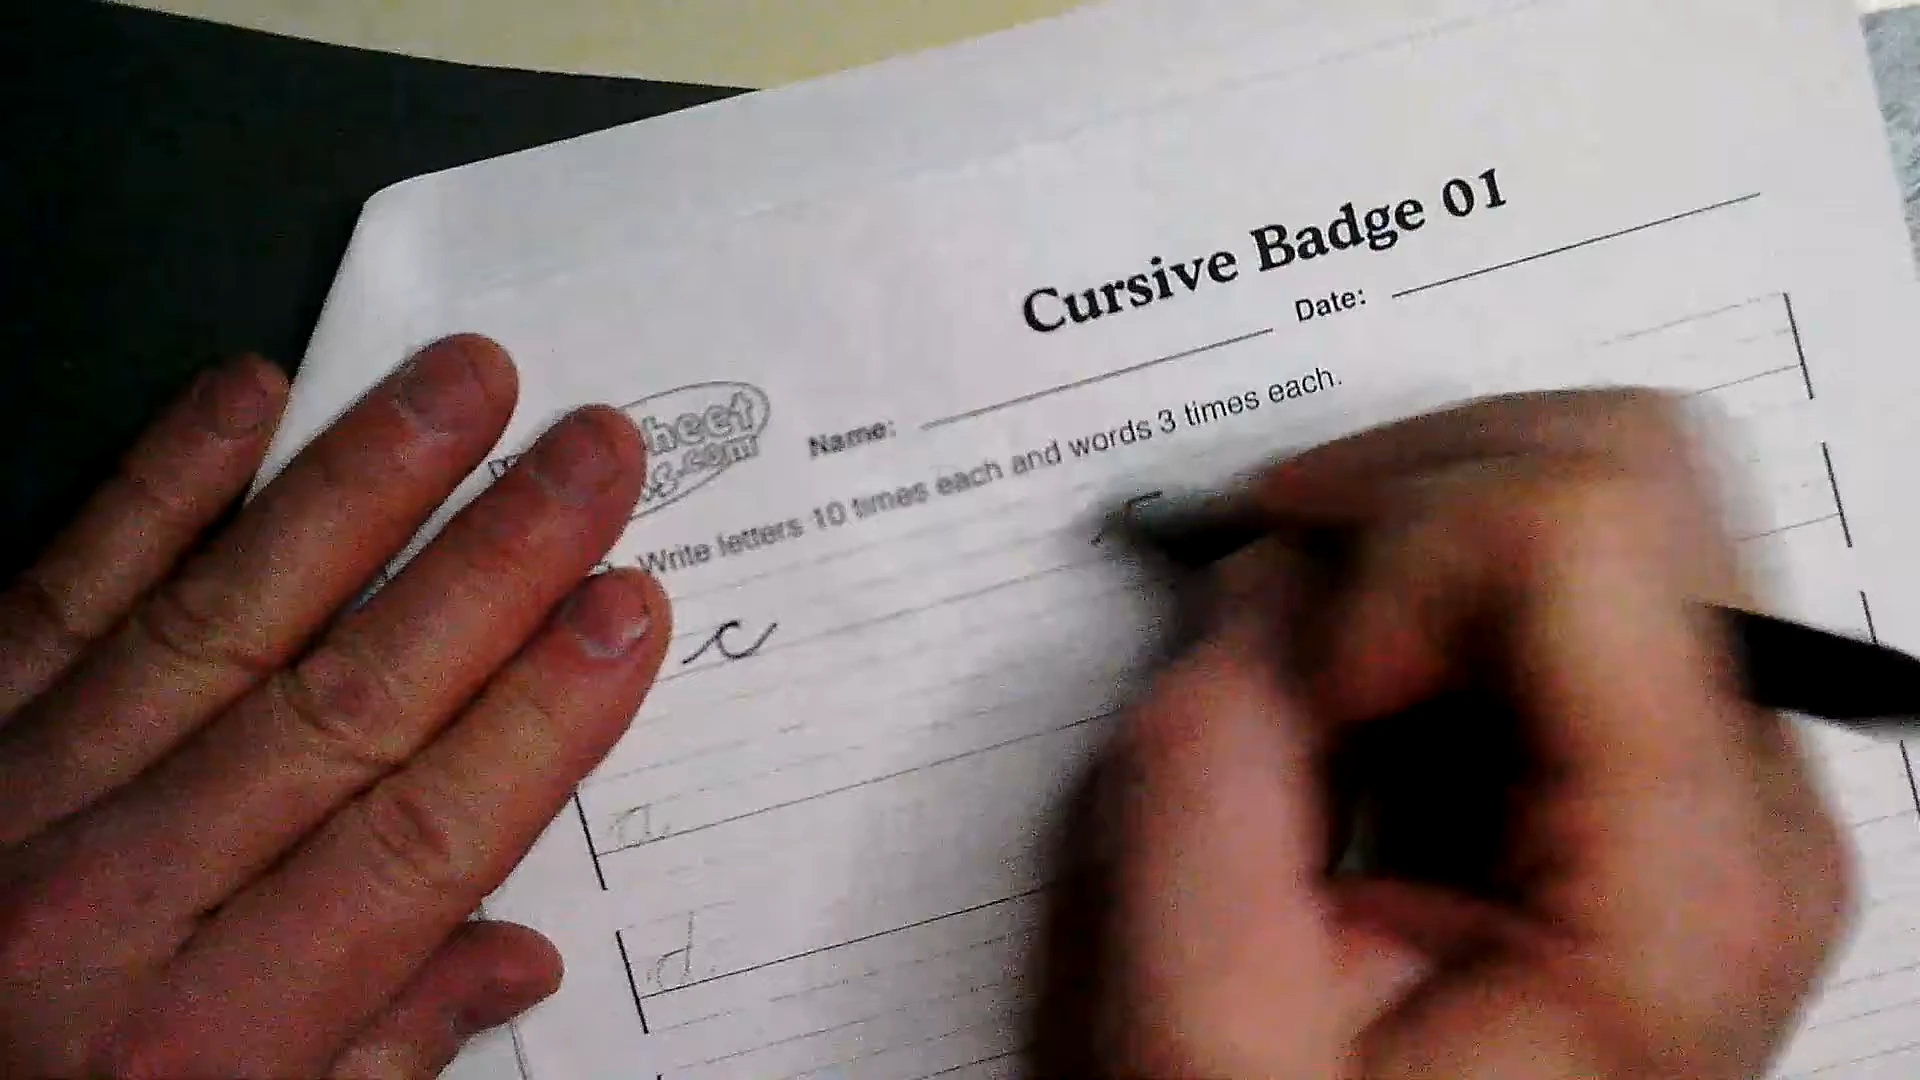 Cursive Badge 01
Name: Date:
Write letters 10 times each and words 3 times each.
c
a
d